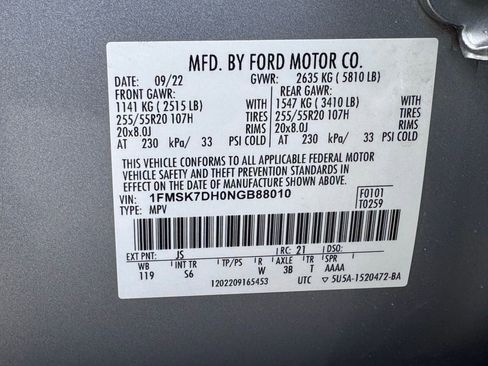 MFD. BY FORD MOTOR CO.
DATE: 09/22 GVWR: 2635 KG ( 5810 LB)
FRONT GAWR: REAR GAWR:
1141 KG ( 2515 LB) 1547 KG ( 3410 LB)
255/55R20 107H TIRES 255/55R20 107H TIRES
20x8.0J RIMS 20x8.0J RIMS
AT 230 kPa/ 33 PSI COLD AT 230 kPa/ 33 PSI COLD
THIS VEHICLE CONFORMS TO ALL APPLICABLE FEDERAL MOTOR
VEHICLE SAFETY AND THEFT PREVENTION STANDARDS IN
EFFECT ON THE DATE OF MANUFACTURE SHOWN ABOVE.
VIN: 1FMSK7DH0NGB88010 F0101
TYPE: MPV T0259
EXT PNT: JS RC: 21 DSO:
WB INT TR TP/PS R AXLE TR SPR
119 S6 W 3B T AAAA
1202209165453 UTC ▽ 5U5A-1520472-BA